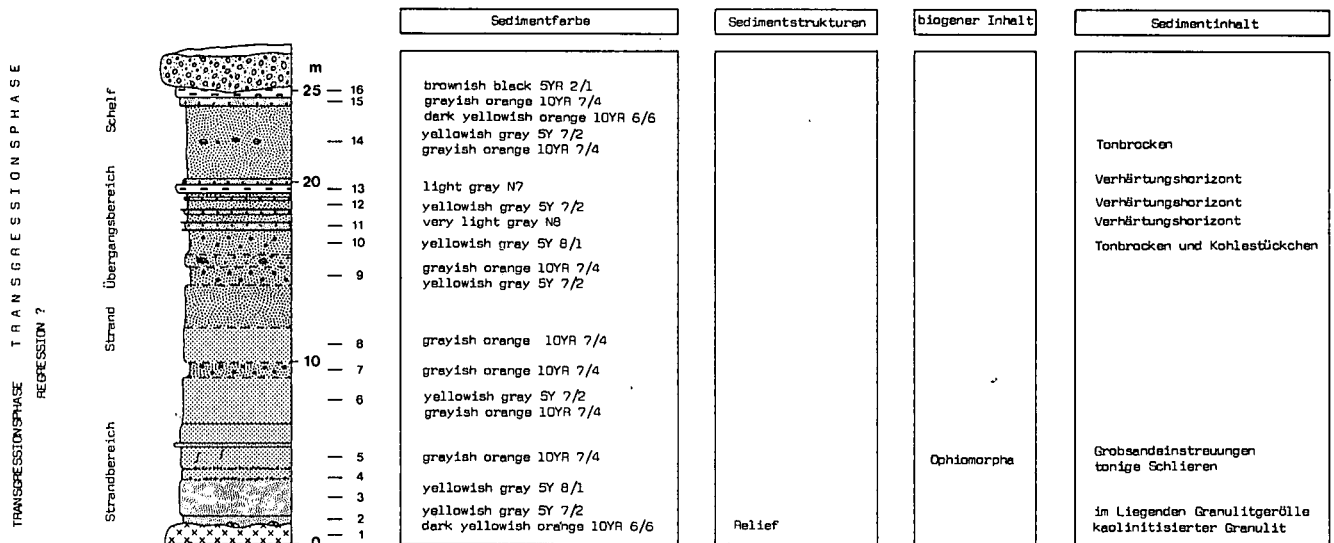 Sedimentfarbe
Sedimentstrukturen
biogener Inhalt
Sedimentinhalt
TRANSGRESSIONSPHASE
TRANSGRESSIONSPHASE
REGRESSION ?
Schelf
Übergangsbereich
Strand
Strandbereich
m
25
20
10
0
16
15
14
13
12
11
10
9
8
7
6
5
4
3
2
1
brownish black 5YR 2/1
grayish orange 10YR 7/4
dark yellowish orange 10YR 6/6
yellowish gray 5Y 7/2
grayish orange 10YR 7/4
light gray N7
yellowish gray 5Y 7/2
very light gray N8
yellowish gray 5Y 8/1
grayish orange 10YR 7/4
yellowish gray 5Y 7/2
grayish orange 10YR 7/4
grayish orange 10YR 7/4
yellowish gray 5Y 7/2
grayish orange 10YR 7/4
grayish orange 10YR 7/4
yellowish gray 5Y 8/1
yellowish gray 5Y 7/2
dark yellowish orange 10YR 6/6
Relief
Ophiomorpha
Tonbrocken
Verhärtungshorizont
Verhärtungshorizont
Verhärtungshorizont
Tonbrocken und Kohlestückchen
Grobsandeinstreuungen
tonige Schlieren
im Liegenden Granulitgerölle
kaolinitisierter Granulit